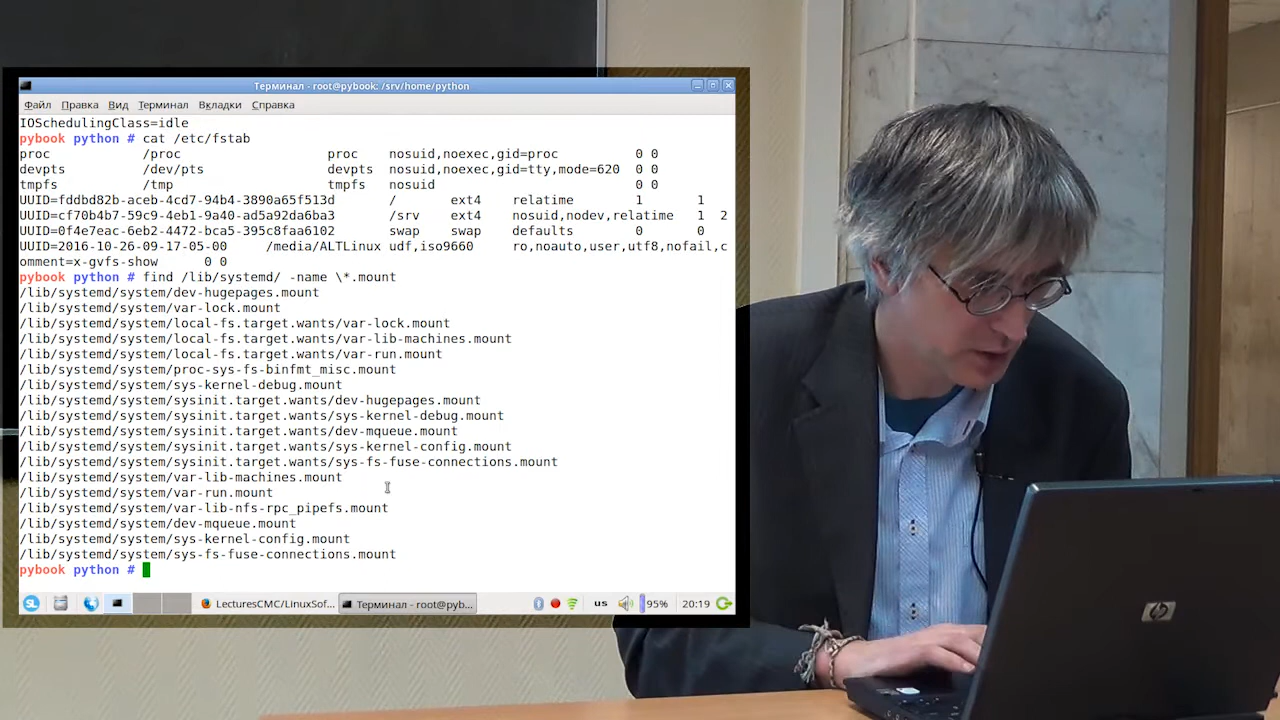 Терминал - root@pybook: /srv/home/python
Файл Правка Вид Терминал Вкладки Справка
IOSchedulingClass=idle
pybook python # cat /etc/fstab
proc /proc proc nosuid,noexec,gid=proc 0 0
devpts /dev/pts devpts nosuid,noexec,gid=tty,mode=620 0 0
tmpfs /tmp tmpfs nosuid 0 0
UUID=fddbd82b-aceb-4cd7-94b4-3890a65f513d / ext4 relatime 1 1
UUID=cf70b4b7-59c9-4eb1-9a40-ad5a92da6ba3 /srv ext4 nosuid,nodev,relatime 1 2
UUID=0f4e7eac-6eb2-4472-bca5-395c8faa6102 swap swap defaults 0 0
UUID=2016-10-26-09-17-05-00 /media/ALTLinux udf,iso9660 ro,noauto,user,utf8,nofail,c
omment=x-gvfs-show 0 0
pybook python # find /lib/systemd/ -name \*.mount
/lib/systemd/system/dev-hugepages.mount
/lib/systemd/system/var-lock.mount
/lib/systemd/system/local-fs.target.wants/var-lock.mount
/lib/systemd/system/local-fs.target.wants/var-lib-machines.mount
/lib/systemd/system/local-fs.target.wants/var-run.mount
/lib/systemd/system/proc-sys-fs-binfmt_misc.mount
/lib/systemd/system/sys-kernel-debug.mount
/lib/systemd/system/sysinit.target.wants/dev-hugepages.mount
/lib/systemd/system/sysinit.target.wants/sys-kernel-debug.mount
/lib/systemd/system/sysinit.target.wants/dev-mqueue.mount
/lib/systemd/system/sysinit.target.wants/sys-kernel-config.mount
/lib/systemd/system/sysinit.target.wants/sys-fs-fuse-connections.mount
/lib/systemd/system/var-lib-machines.mount
/lib/systemd/system/var-run.mount
/lib/systemd/system/var-lib-nfs-rpc_pipefs.mount
/lib/systemd/system/dev-mqueue.mount
/lib/systemd/system/sys-kernel-config.mount
/lib/systemd/system/sys-fs-fuse-connections.mount
pybook python #
SL LecturesCMC/LinuxSof... Терминал - root@pyb... us 95% 20:19
hp